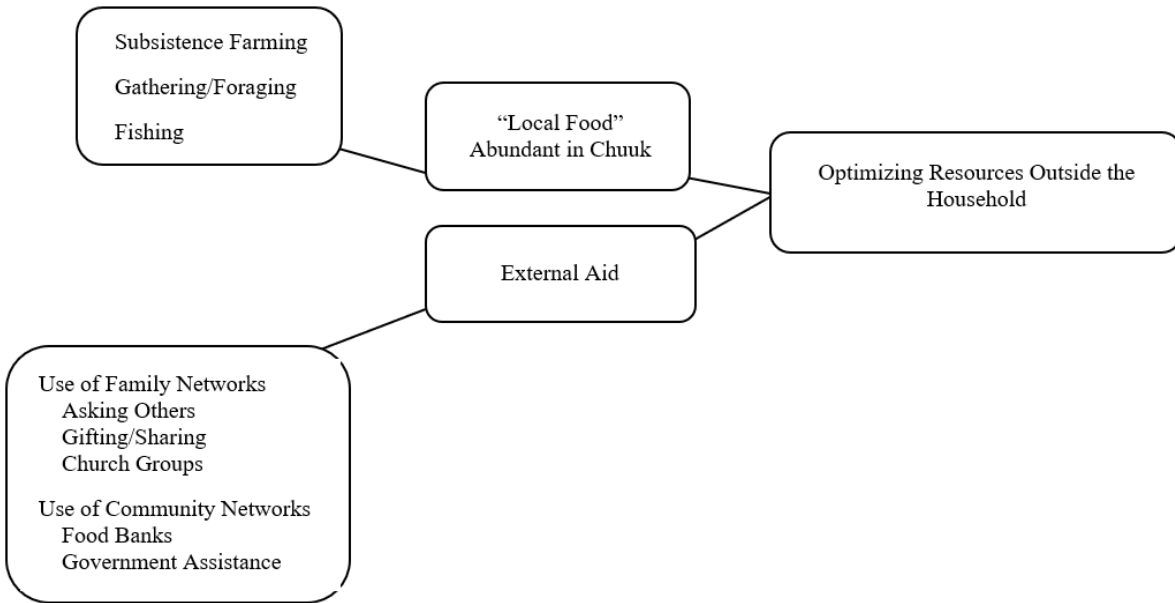 Subsistence Farming
Gathering/Foraging
Fishing
“Local Food”
Abundant in Chuuk
Optimizing Resources Outside the
Household
External Aid
Use of Family Networks
Asking Others
Gifting/Sharing
Church Groups
Use of Community Networks
Food Banks
Government Assistance